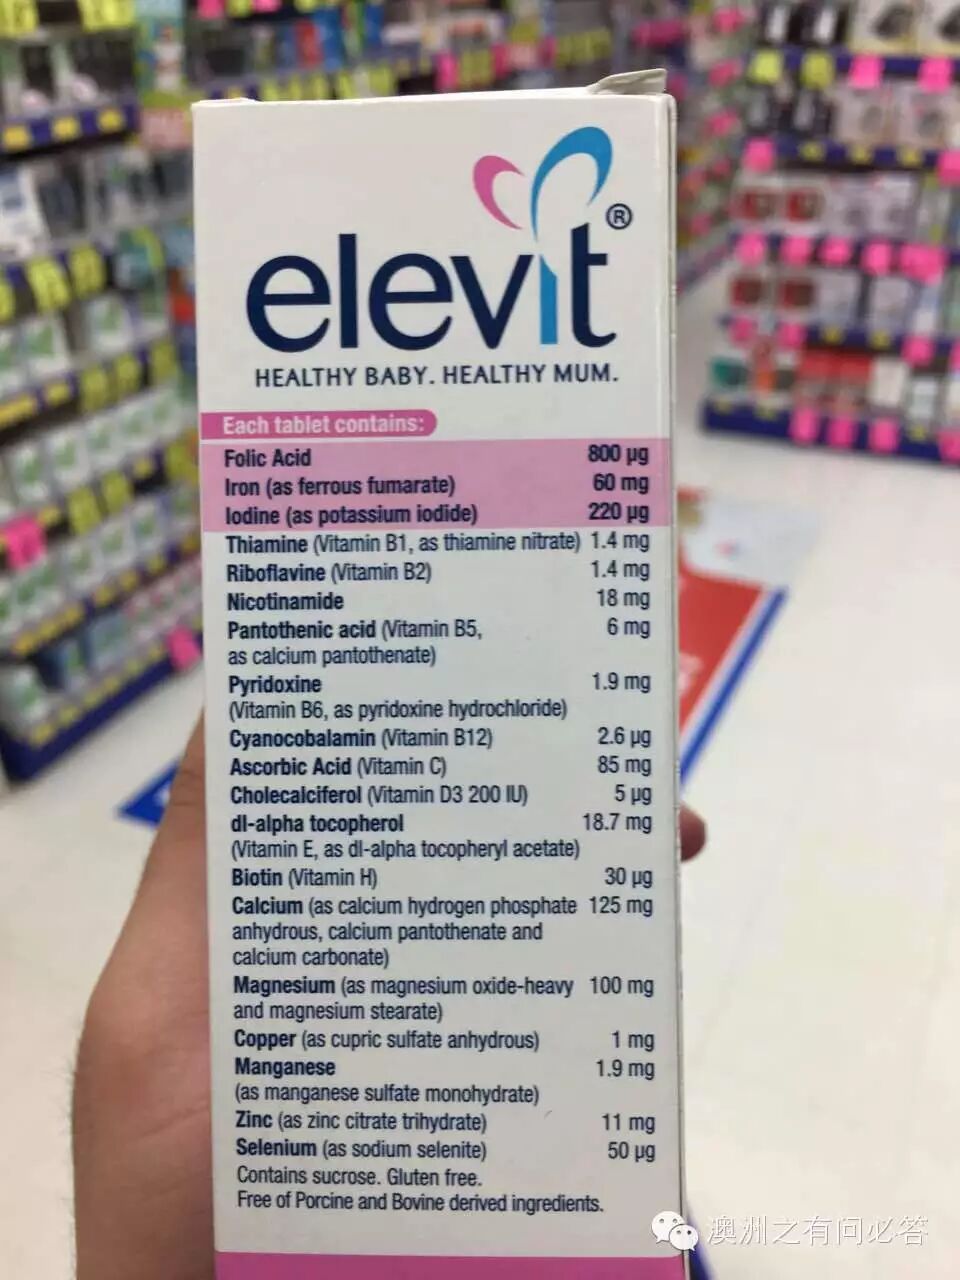 elevit®
HEALTHY BABY. HEALTHY MUM.
Each tablet contains:
Folic Acid 800 µg
Iron (as ferrous fumarate) 60 mg
Iodine (as potassium iodide) 220 µg
Thiamine (Vitamin B1, as thiamine nitrate) 1.4 mg
Riboflavine (Vitamin B2) 1.4 mg
Nicotinamide 18 mg
Pantothenic acid (Vitamin B5, 6 mg
as calcium pantothenate)
Pyridoxine 1.9 mg
(Vitamin B6, as pyridoxine hydrochloride)
Cyanocobalamin (Vitamin B12) 2.6 µg
Ascorbic Acid (Vitamin C) 85 mg
Cholecalciferol (Vitamin D3 200 IU) 5 µg
dl-alpha tocopherol 18.7 mg
(Vitamin E, as dl-alpha tocopheryl acetate)
Biotin (Vitamin H) 30 µg
Calcium (as calcium hydrogen phosphate 125 mg
anhydrous, calcium pantothenate and
calcium carbonate)
Magnesium (as magnesium oxide-heavy 100 mg
and magnesium stearate)
Copper (as cupric sulfate anhydrous) 1 mg
Manganese 1.9 mg
(as manganese sulfate monohydrate)
Zinc (as zinc citrate trihydrate) 11 mg
Selenium (as sodium selenite) 50 µg
Contains sucrose. Gluten free.
Free of Porcine and Bovine derived ingredients.
澳洲之有问必答